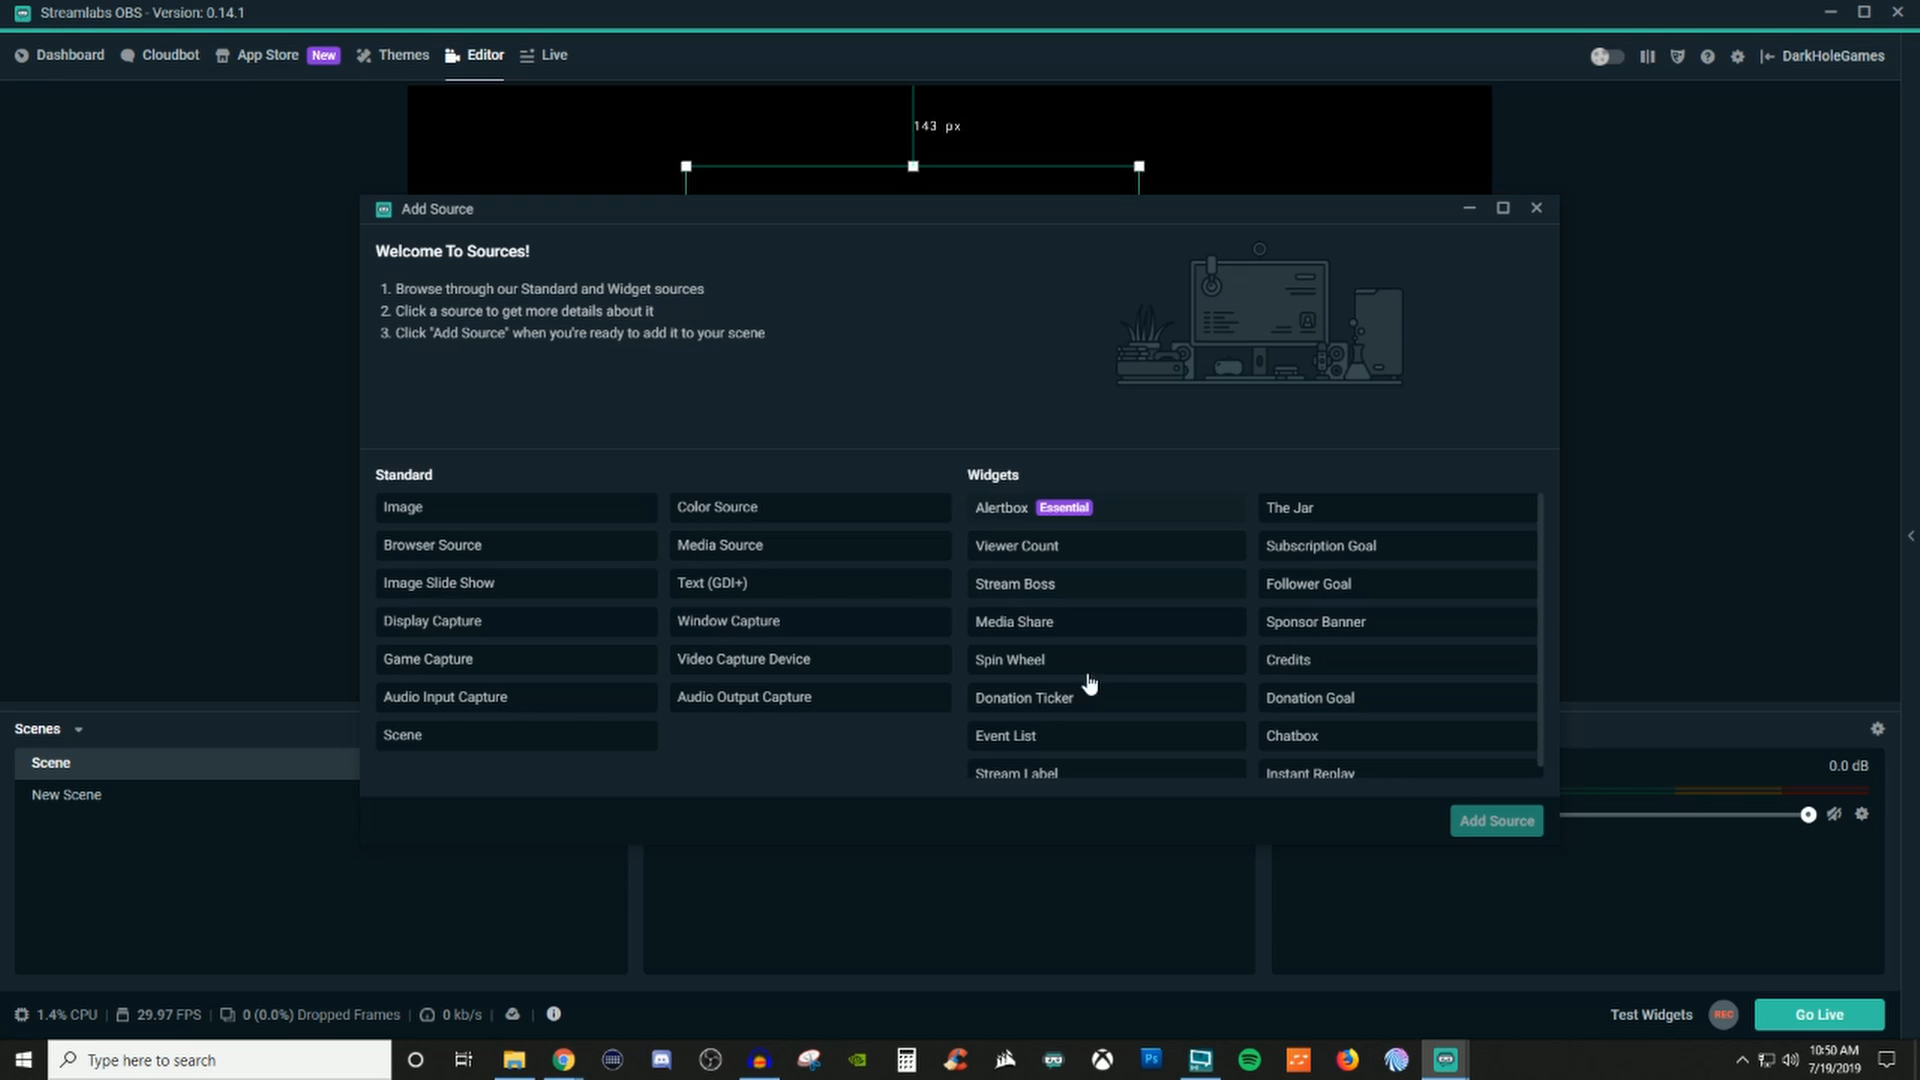 Streamlabs OBS - Version: 0.14.1
Dashboard
Cloudbot
App Store New
Themes
Editor
Live
DarkHoleGames
143 px
Add Source
Welcome To Sources!
1. Browse through our Standard and Widget sources
2. Click a source to get more details about it
3. Click "Add Source" when you're ready to add it to your scene
Standard
Widgets
Image
Color Source
Alertbox Essential
The Jar
Browser Source
Media Source
Viewer Count
Subscription Goal
Image Slide Show
Text (GDI+)
Stream Boss
Follower Goal
Display Capture
Window Capture
Media Share
Sponsor Banner
Game Capture
Video Capture Device
Spin Wheel
Credits
Audio Input Capture
Audio Output Capture
Donation Ticker
Donation Goal
Scene
Event List
Chatbox
Stream Label
Instant Replay
Add Source
Scenes
Scene
New Scene
0.0 dB
1.4% CPU
29.97 FPS
0 (0.0%) Dropped Frames
0 kb/s
Test Widgets
REC
Go Live
Type here to search
Ps
10:50 AM
7/19/2019